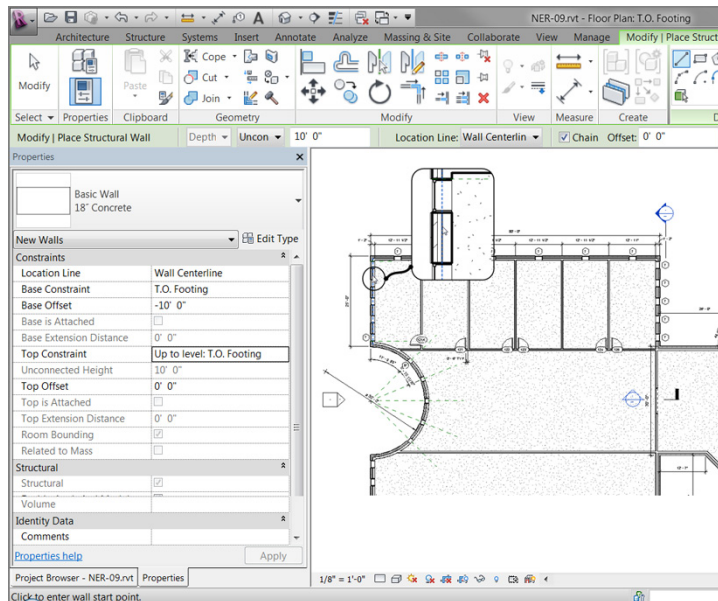 NER-09.rvt - Floor Plan: T.O. Footing
Architecture Structure Systems Insert Annotate Analyze Massing & Site Collaborate View Manage Modify | Place Struct
Modify
Paste
Cope
Cut
Join
Select Properties Clipboard Geometry Modify View Measure Create
Modify | Place Structural Wall Depth Uncon 10' 0" Location Line: Wall Centerlin Chain Offset: 0' 0"
Properties
Basic Wall
18" Concrete
New Walls Edit Type
Constraints
Location Line Wall Centerline
Base Constraint T.O. Footing
Base Offset -10' 0"
Base is Attached
Base Extension Distance 0' 0"
Top Constraint Up to level: T.O. Footing
Unconnected Height 10' 0"
Top Offset 0' 0"
Top is Attached
Top Extension Distance 0' 0"
Room Bounding
Related to Mass
Structural
Structural
Volume
Identity Data
Comments
Properties help Apply
Project Browser - NER-09.rvt Properties 1/8" = 1'-0"
Click to enter wall start point.